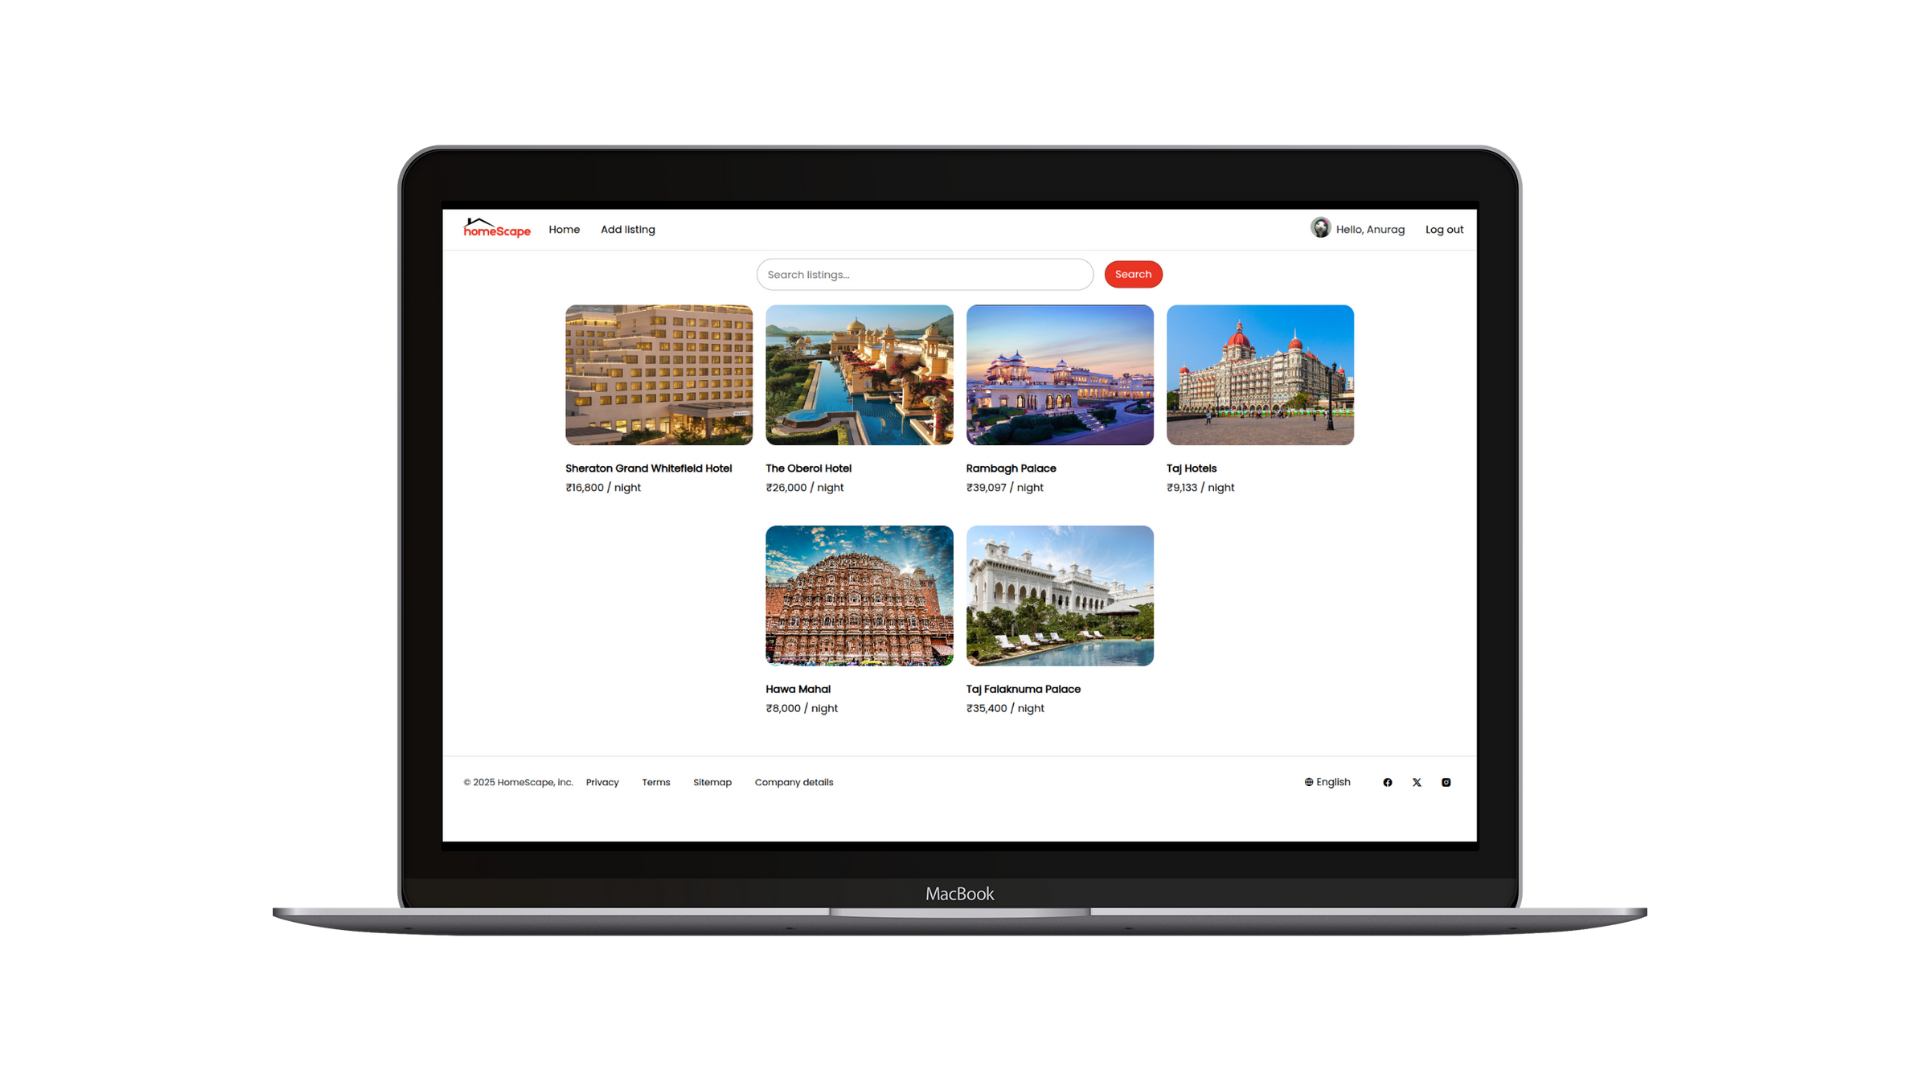 homeScape
Home
Add listing
Hello, Anurag
Log out
Search listings...
Search
Sheraton Grand Whitefield Hotel
₹16,800 / night
The Oberoi Hotel
₹26,000 / night
Rambagh Palace
₹39,097 / night
Taj Hotels
₹9,133 / night
Hawa Mahal
₹8,000 / night
Taj Falaknuma Palace
₹35,400 / night
© 2025 HomeScape, inc.
Privacy
Terms
Sitemap
Company details
English
MacBook